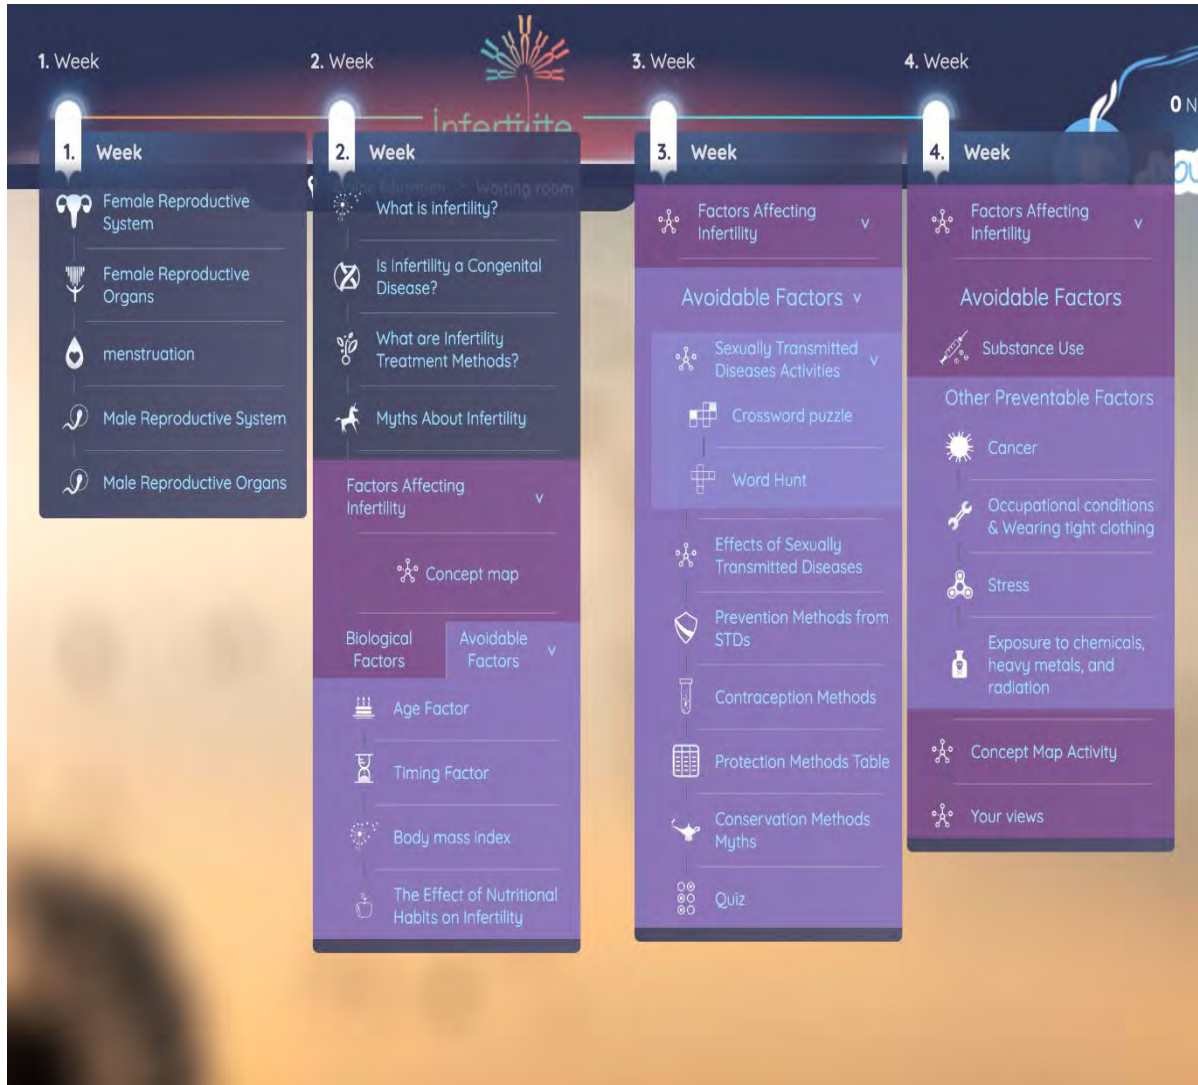 1. Week
2. Week
3. Week
4. Week
infertilite
0 N
1. Week
Female Reproductive
System
Female Reproductive
Organs
menstruation
Male Reproductive System
Male Reproductive Organs
2. Week
Waiting room
What is infertility?
Is Infertility a Congenital
Disease?
What are Infertility
Treatment Methods?
Myths About Infertility
Factors Affecting
Infertility
Concept map
Biological
Factors
Avoidable
Factors
Age Factor
Timing Factor
Body mass index
The Effect of Nutritional
Habits on Infertility
3. Week
Factors Affecting
Infertility
Avoidable Factors
Sexually Transmitted
Diseases Activities
Crossword puzzle
Word Hunt
Effects of Sexually
Transmitted Diseases
Prevention Methods from
STDs
Contraception Methods
Protection Methods Table
Conservation Methods
Myths
Quiz
4. Week
Factors Affecting
Infertility
Avoidable Factors
Substance Use
Other Preventable Factors
Cancer
Occupational conditions
& Wearing tight clothing
Stress
Exposure to chemicals,
heavy metals, and
radiation
Concept Map Activity
Your views